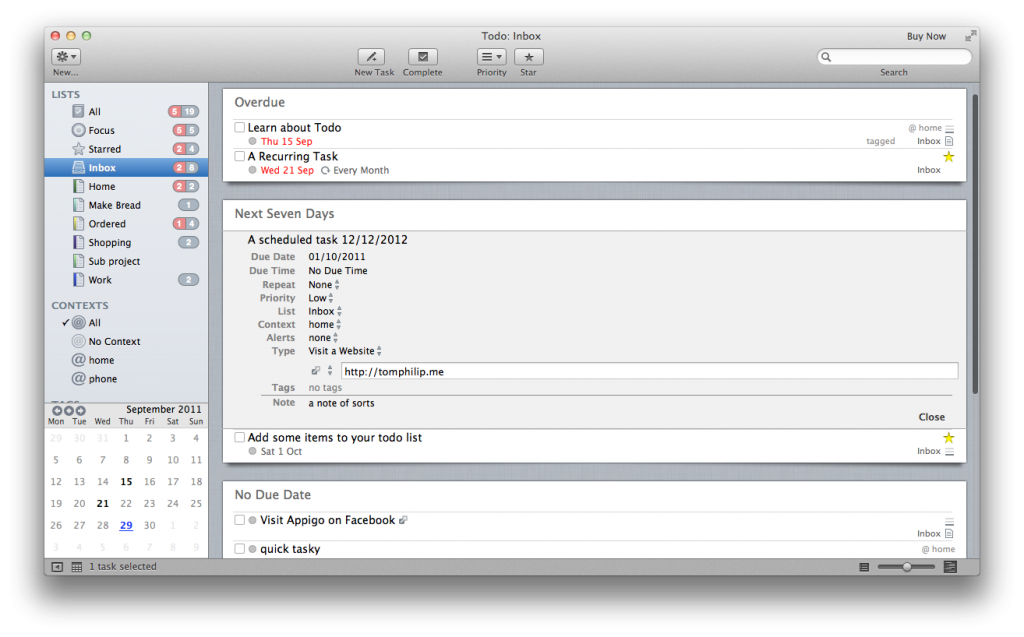 Todo: Inbox
Buy Now
New...
New Task
Complete
Priority
Star
Search
LISTS
All 5 19
Focus 5 5
Starred 2 4
Inbox 2 8
Home 2 2
Make Bread 1
Ordered 1 4
Shopping 2
Sub project
Work 2
CONTEXTS
All
No Context
@ home
@ phone
TAGS
September 2011
Mon Tue Wed Thu Fri Sat Sun
29 30 31 1 2 3 4
5 6 7 8 9 10 11
12 13 14 15 16 17 18
19 20 21 22 23 24 25
26 27 28 29 30 1 2
3 4 5 6 7 8 9
1 task selected
Overdue
Learn about Todo @ home
Thu 15 Sep tagged Inbox
A Recurring Task
Wed 21 Sep Every Month Inbox
Next Seven Days
A scheduled task 12/12/2012
Due Date 01/10/2011
Due Time No Due Time
Repeat None
Priority Low
List Inbox
Context home
Alerts none
Type Visit a Website
http://tomphilip.me
Tags no tags
Note a note of sorts
Close
Add some items to your todo list
Sat 1 Oct Inbox
No Due Date
Visit Appigo on Facebook
Inbox
quick tasky @ home